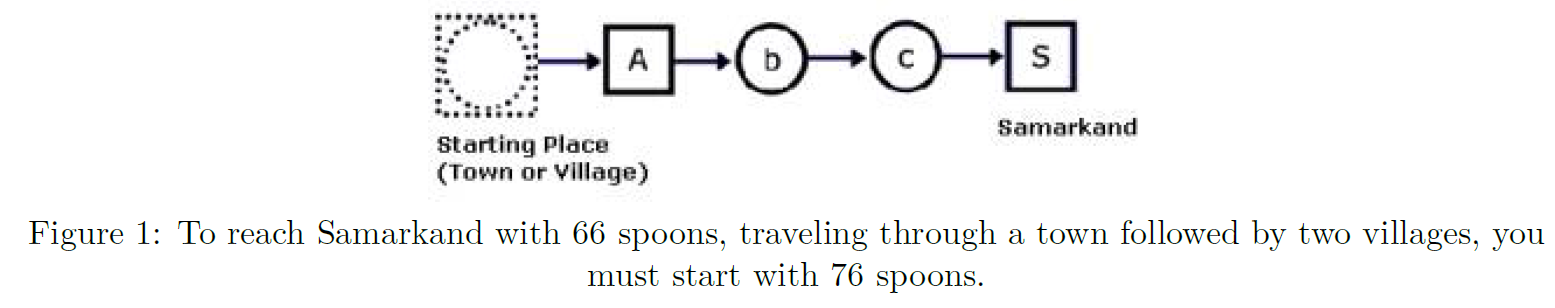 A b c S
Samarkand
Starting Place
(Town or Village)
Figure 1: To reach Samarkand with 66 spoons, traveling through a town followed by two villages, you
must start with 76 spoons.